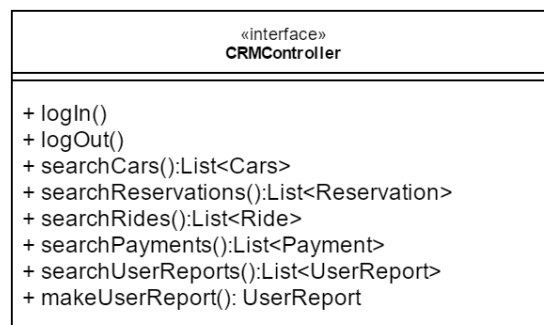 «interface»
CRMController
+ logIn()
+ logOut()
+ searchCars():List<Cars>
+ searchReservations():List<Reservation>
+ searchRides():List<Ride>
+ searchPayments():List<Payment>
+ searchUserReports():List<UserReport>
+ makeUserReport(): UserReport